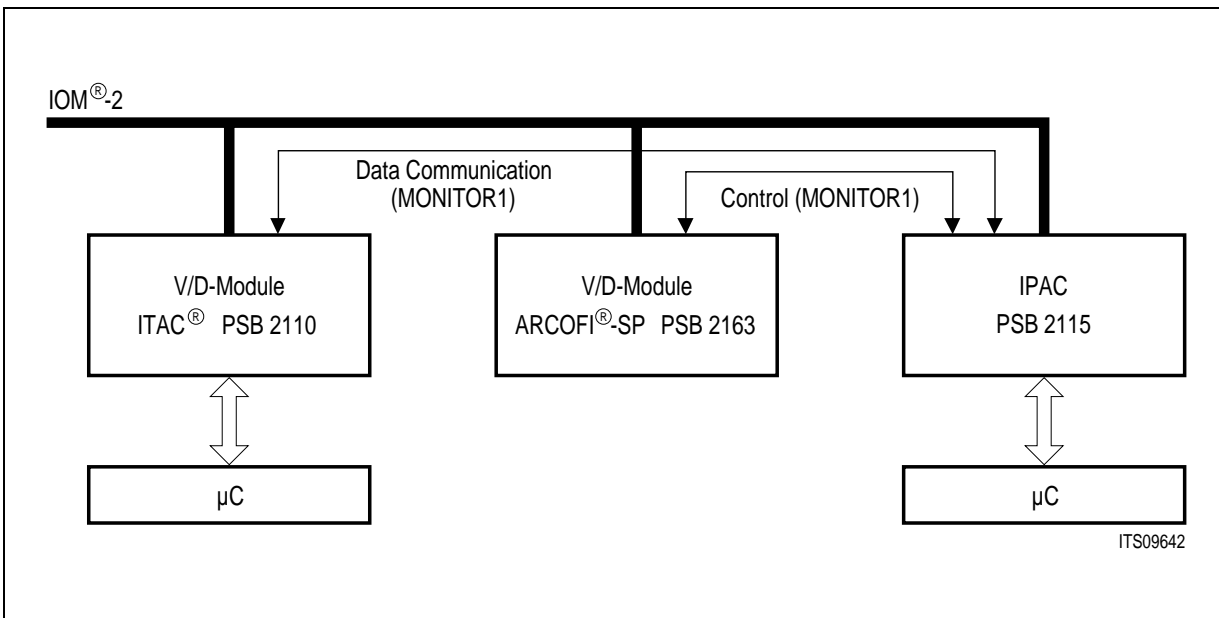 IOM®-2
Data Communication
(MONITOR1)
Control (MONITOR1)
V/D-Module
ITAC® PSB 2110
V/D-Module
ARCOFI®-SP PSB 2163
IPAC
PSB 2115
µC
µC
ITS09642